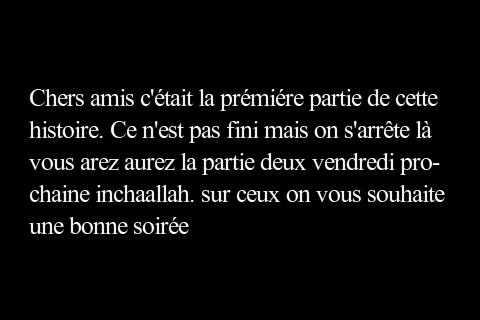 Chers amis c'était la prémiére partie de cette
histoire. Ce n'est pas fini mais on s'arrête là
vous arez aurez la partie deux vendredi pro-
chaine inchaallah. sur ceux on vous souhaite
une bonne soirée